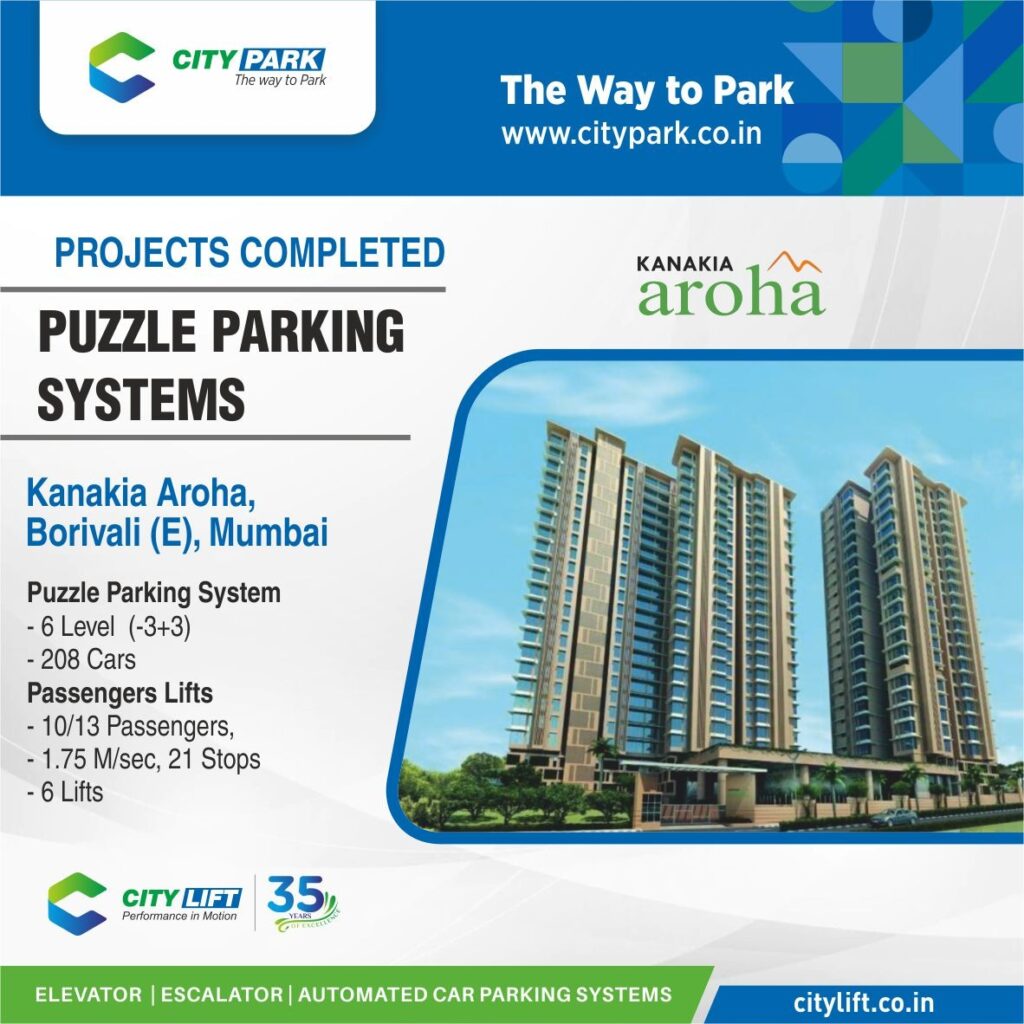 CITY PARK
The way to Park
The Way to Park
www.citypark.co.in
PROJECTS COMPLETED
PUZZLE PARKING
SYSTEMS
KANAKIA
aroha
Kanakia Aroha,
Borivali (E), Mumbai
Puzzle Parking System
- 6 Level (-3+3)
- 208 Cars
Passengers Lifts
- 10/13 Passengers,
- 1.75 M/sec, 21 Stops
- 6 Lifts
CITY LIFT
Performance in Motion
35
YEARS
OF EXCELLENCE
ELEVATOR | ESCALATOR | AUTOMATED CAR PARKING SYSTEMS
citylift.co.in